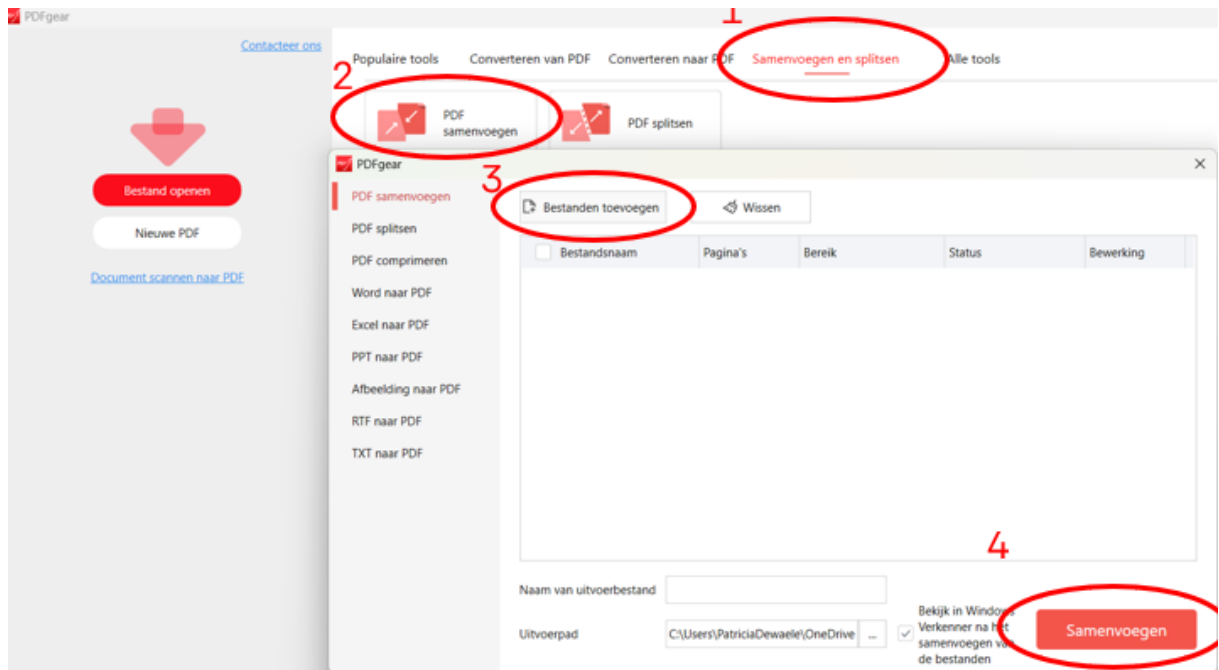 PDFgear
Contacteer ons
1
Populaire tools Converteren van PDF Converteren naar PDF Samenvoegen en splitsen Alle tools
2
PDF
samenvoegen
PDF splitsen
Bestand openen
Nieuwe PDF
Document scannen naar PDF
PDFgear
3
PDF samenvoegen
PDF splitsen
PDF comprimeren
Word naar PDF
Excel naar PDF
PPT naar PDF
Afbeelding naar PDF
RTF naar PDF
TXT naar PDF
Bestanden toevoegen Wissen
Bestandsnaam Pagina's Bereik Status Bewerking
4
Naam van uitvoerbestand
Uitvoerpad C:\Users\PatriciaDewaele\OneDrive ...
Bekijk in Windows
Verkenner na het
samenvoegen van
de bestanden
Samenvoegen